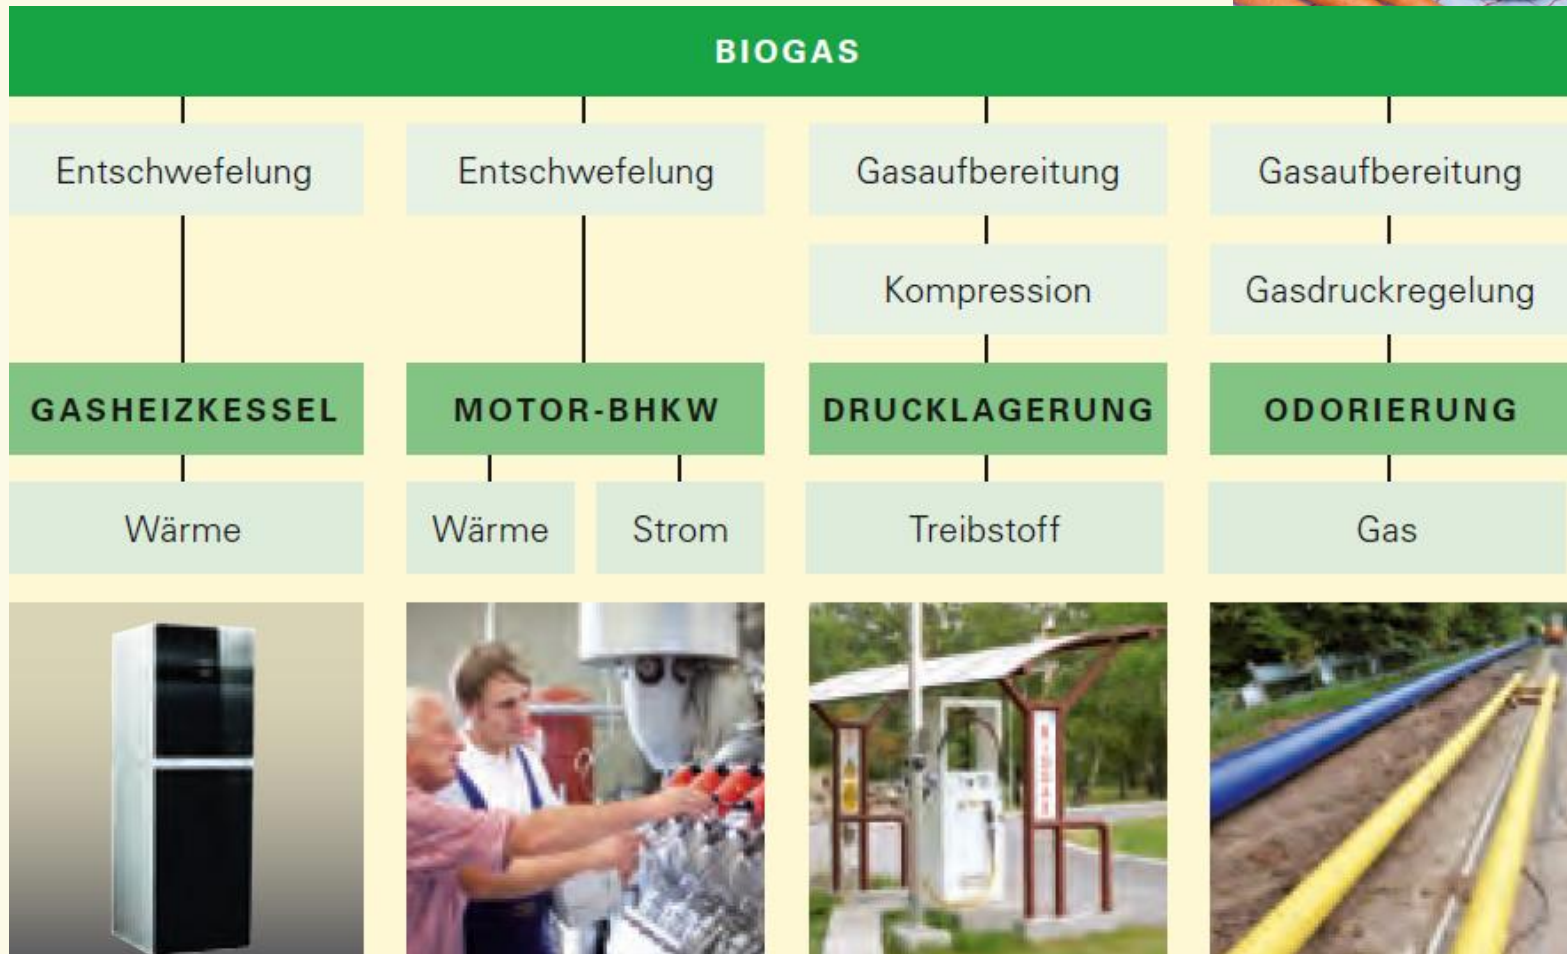 BIOGAS
Entschwefelung
Entschwefelung
Gasaufbereitung
Gasaufbereitung
Kompression
Gasdruckregelung
GASHEIZKESSEL
MOTOR-BHKW
DRUCKLAGERUNG
ODORIERUNG
Wärme
Wärme
Strom
Treibstoff
Gas